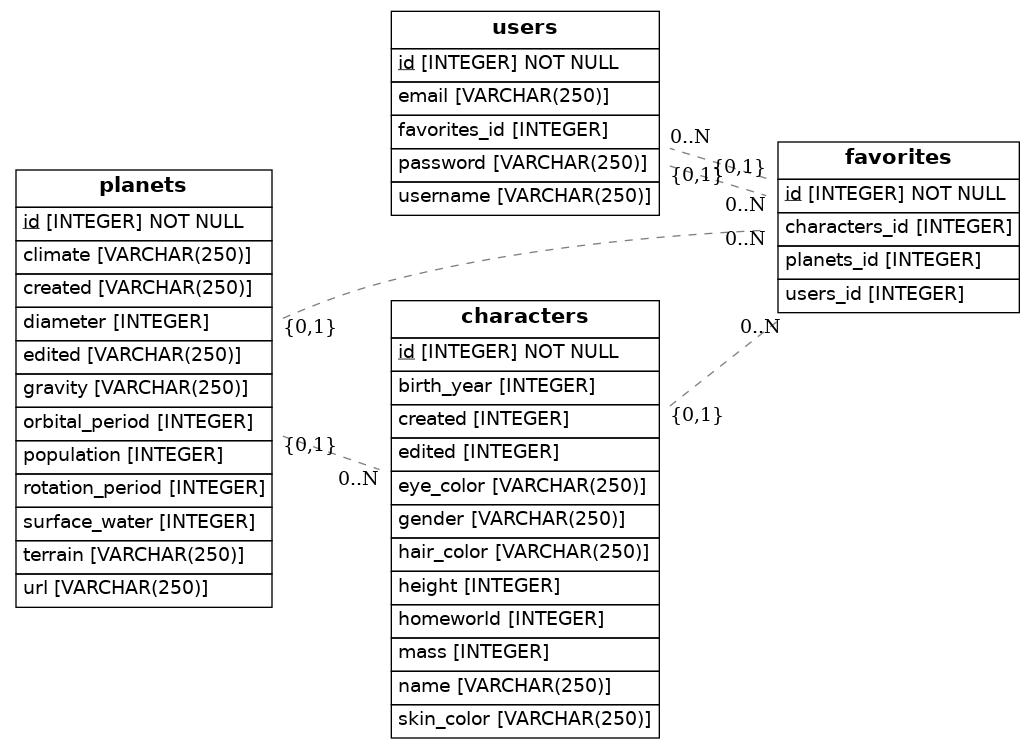 users
id [INTEGER] NOT NULL
email [VARCHAR(250)]
favorites_id [INTEGER]
password [VARCHAR(250)]
username [VARCHAR(250)]
0..N
{0,1}
{0,1}
0..N
favorites
id [INTEGER] NOT NULL
characters_id [INTEGER]
planets_id [INTEGER]
users_id [INTEGER]
planets
id [INTEGER] NOT NULL
climate [VARCHAR(250)]
created [VARCHAR(250)]
diameter [INTEGER]
edited [VARCHAR(250)]
gravity [VARCHAR(250)]
orbital_period [INTEGER]
population [INTEGER]
rotation_period [INTEGER]
surface_water [INTEGER]
terrain [VARCHAR(250)]
url [VARCHAR(250)]
0..N
{0,1}
0..N
{0,1}
{0,1}
0..N
characters
id [INTEGER] NOT NULL
birth_year [INTEGER]
created [INTEGER]
edited [INTEGER]
eye_color [VARCHAR(250)]
gender [VARCHAR(250)]
hair_color [VARCHAR(250)]
height [INTEGER]
homeworld [INTEGER]
mass [INTEGER]
name [VARCHAR(250)]
skin_color [VARCHAR(250)]